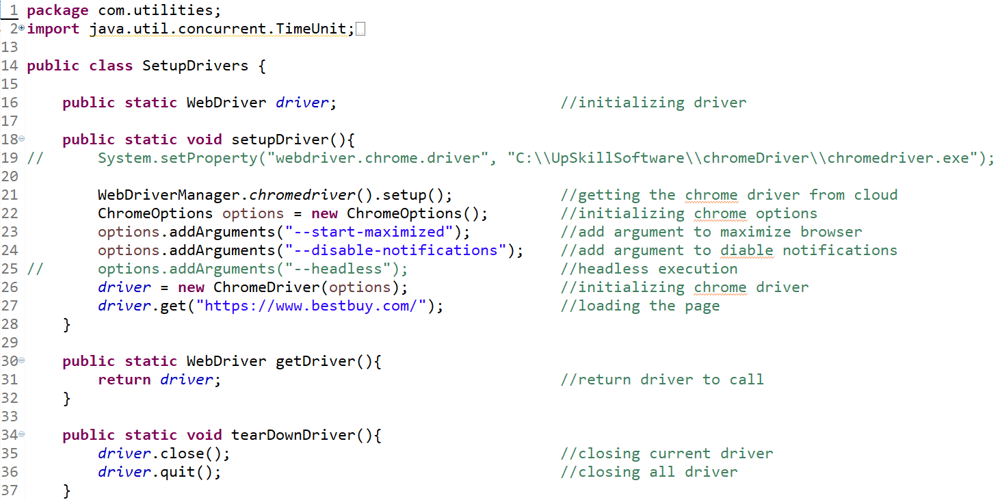 1 package com.utilities;
2 import java.util.concurrent.TimeUnit;
13
14 public class SetupDrivers {
15
16     public static WebDriver driver;                         //initializing driver
17
18     public static void setupDriver(){
19 //      System.setProperty("webdriver.chrome.driver", "C:\\UpSkillSoftware\\chromeDriver\\chromedriver.exe");
20
21         WebDriverManager.chromedriver().setup();            //getting the chrome driver from cloud
22         ChromeOptions options = new ChromeOptions();        //initializing chrome options
23         options.addArguments("--start-maximized");          //add argument to maximize browser
24         options.addArguments("--disable-notifications");    //add argument to diable notifications
25 //      options.addArguments("--headless");                 //headless execution
26         driver = new ChromeDriver(options);                 //initializing chrome driver
27         driver.get("https://www.bestbuy.com/");             //loading the page
28     }
29
30     public static WebDriver getDriver(){
31         return driver;                                      //return driver to call
32     }
33
34     public static void tearDownDriver(){
35         driver.close();                                     //closing current driver
36         driver.quit();                                      //closing all driver
37     }